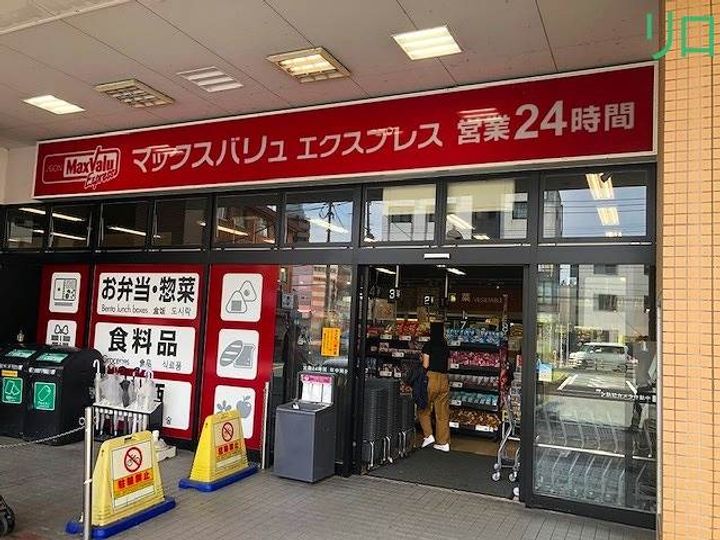 リロ
AEON
MaxValu
Express
マックスバリュ エクスプレス 営業24時間
お弁当・惣菜
Bento lunch boxes 盒饭 도시락
食料品
Groceries 食品 식료품
酒
술
VEGETABLE
駐輪禁止
駐輪禁止